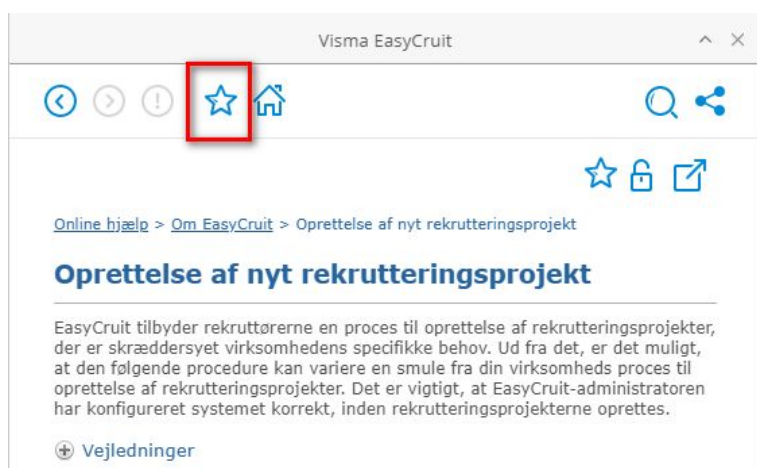 Visma EasyCruit
Online hjælp > Om EasyCruit > Oprettelse af nyt rekrutteringsprojekt
Oprettelse af nyt rekrutteringsprojekt
EasyCruit tilbyder rekruttørerne en proces til oprettelse af rekrutteringsprojekter,
der er skræddersyet virksomhedens specifikke behov. Ud fra det, er det muligt,
at den følgende procedure kan variere en smule fra din virksomheds proces til
oprettelse af rekrutteringsprojekter. Det er vigtigt, at EasyCruit-administratoren
har konfigureret systemet korrekt, inden rekrutteringsprojekterne oprettes.
Vejledninger